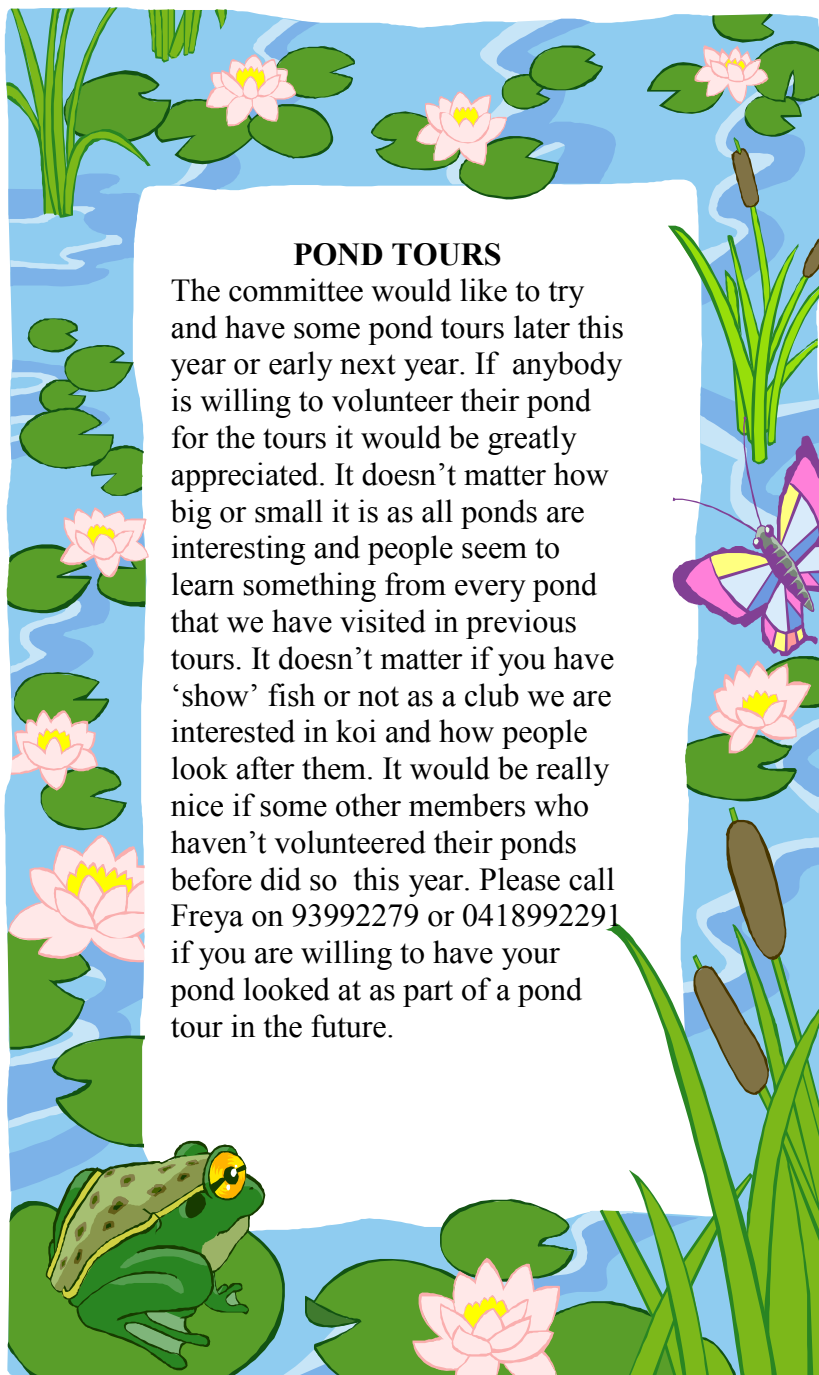 POND TOURS
The committee would like to try
and have some pond tours later this
year or early next year. If  anybody
is willing to volunteer their pond
for the tours it would be greatly
appreciated. It doesn’t matter how
big or small it is as all ponds are
interesting and people seem to
learn something from every pond
that we have visited in previous
tours. It doesn’t matter if you have
‘show’ fish or not as a club we are
interested in koi and how people
look after them. It would be really
nice if some other members who
haven’t volunteered their ponds
before did so  this year. Please call
Freya on 93992279 or 0418992291
if you are willing to have your
pond looked at as part of a pond
tour in the future.